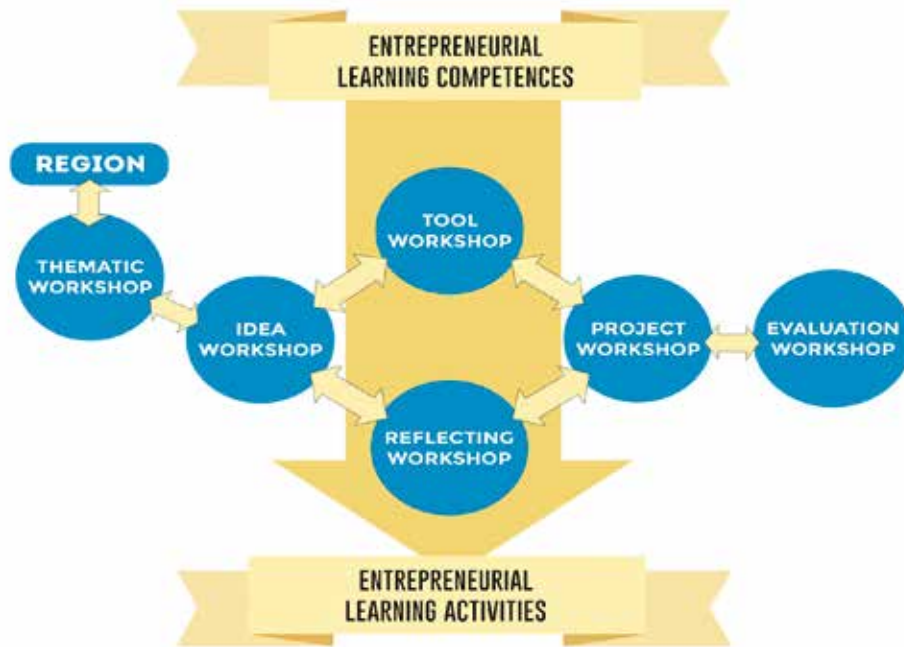 ENTREPRENEURIAL
LEARNING COMPETENCES
REGION
THEMATIC
WORKSHOP
IDEA
WORKSHOP
TOOL
WORKSHOP
REFLECTING
WORKSHOP
PROJECT
WORKSHOP
EVALUATION
WORKSHOP
ENTREPRENEURIAL
LEARNING ACTIVITIES